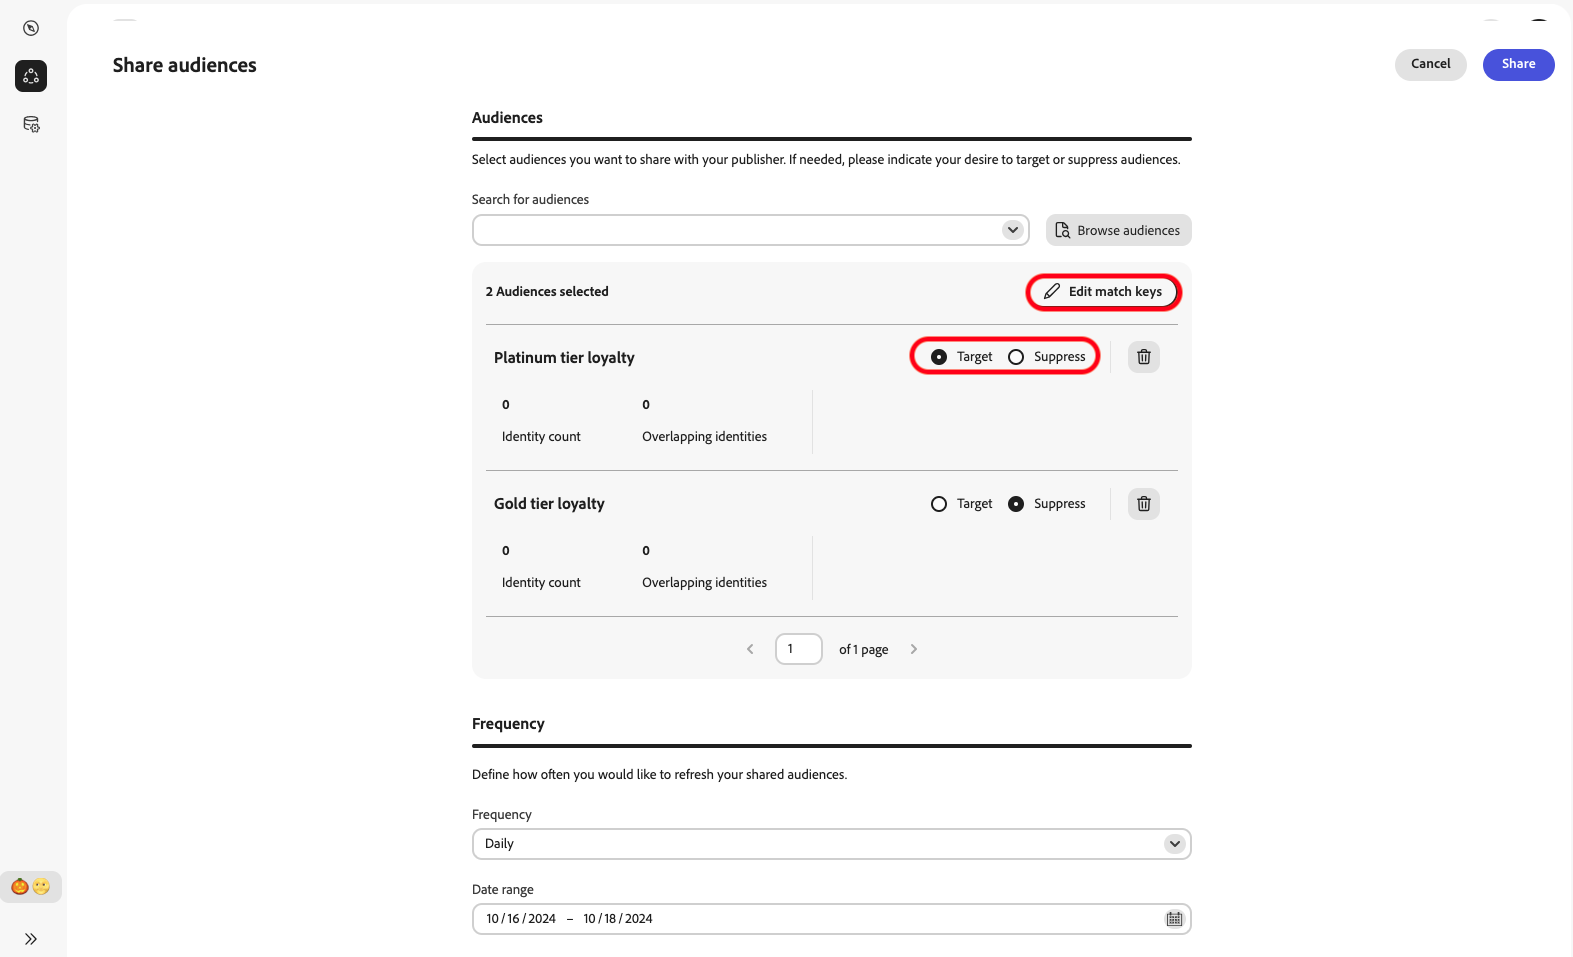 Share audiences
Cancel
Share
Audiences
Select audiences you want to share with your publisher. If needed, please indicate your desire to target or suppress audiences.
Search for audiences
Browse audiences
2 Audiences selected
Edit match keys
Platinum tier loyalty
Target
Suppress
0
0
Identity count
Overlapping identities
Gold tier loyalty
Target
Suppress
0
0
Identity count
Overlapping identities
1
of 1 page
Frequency
Define how often you would like to refresh your shared audiences.
Frequency
Daily
Date range
10 / 16 / 2024 – 10 / 18 / 2024